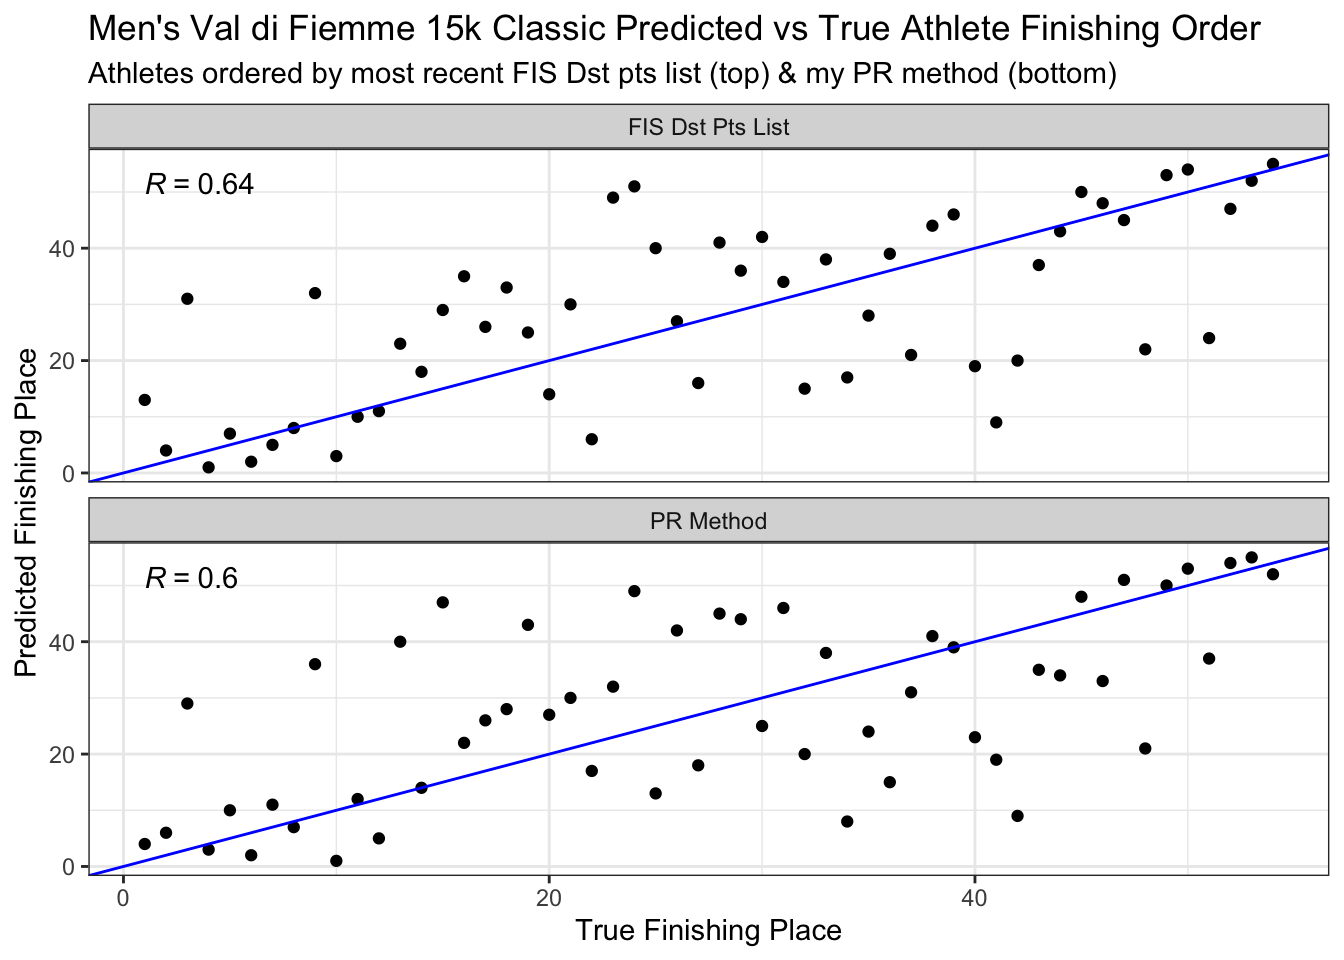 Men's Val di Fiemme 15k Classic Predicted vs True Athlete Finishing Order
Athletes ordered by most recent FIS Dst pts list (top) & my PR method (bottom)
FIS Dst Pts List
R = 0.64
40
20
0
PR Method
R = 0.6
40
20
0
Predicted Finishing Place
0 20 40
True Finishing Place